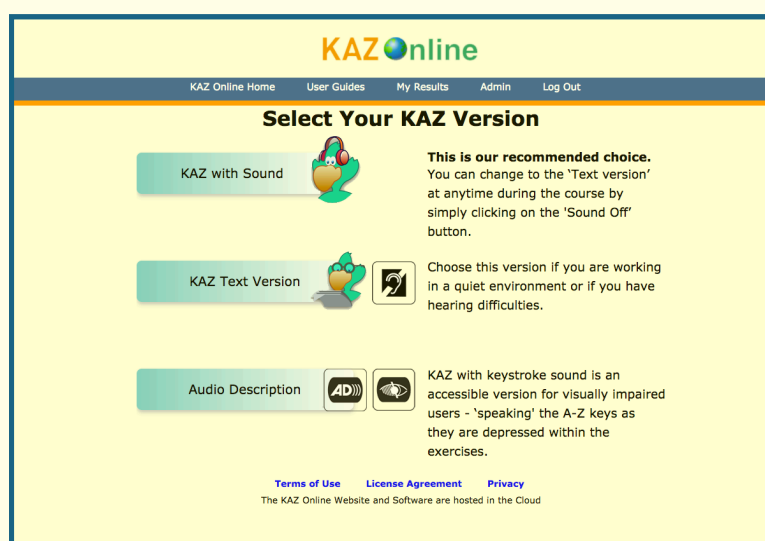 KAZ Online
KAZ Online Home User Guides My Results Admin Log Out
Select Your KAZ Version
KAZ with Sound
This is our recommended choice.
You can change to the ‘Text version’
at anytime during the course by
simply clicking on the 'Sound Off’
button.
KAZ Text Version
Choose this version if you are working
in a quiet environment or if you have
hearing difficulties.
Audio Description
AD
KAZ with keystroke sound is an
accessible version for visually impaired
users - ‘speaking' the A-Z keys as
they are depressed within the
exercises.
Terms of Use License Agreement Privacy
The KAZ Online Website and Software are hosted in the Cloud